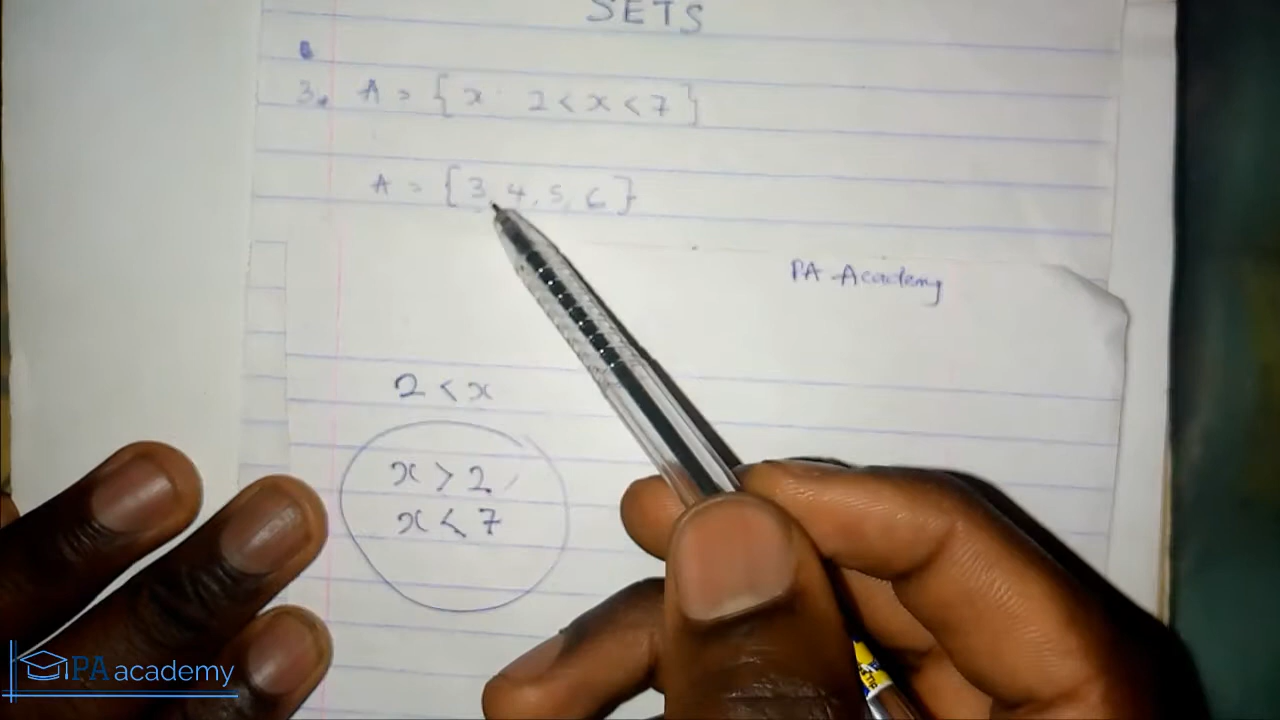 SETS
3. A = { x : 2 < x < 7 }
A = { 3, 4, 5, 6 }
PA Academy
2 < x
x > 2
x < 7
PA academy